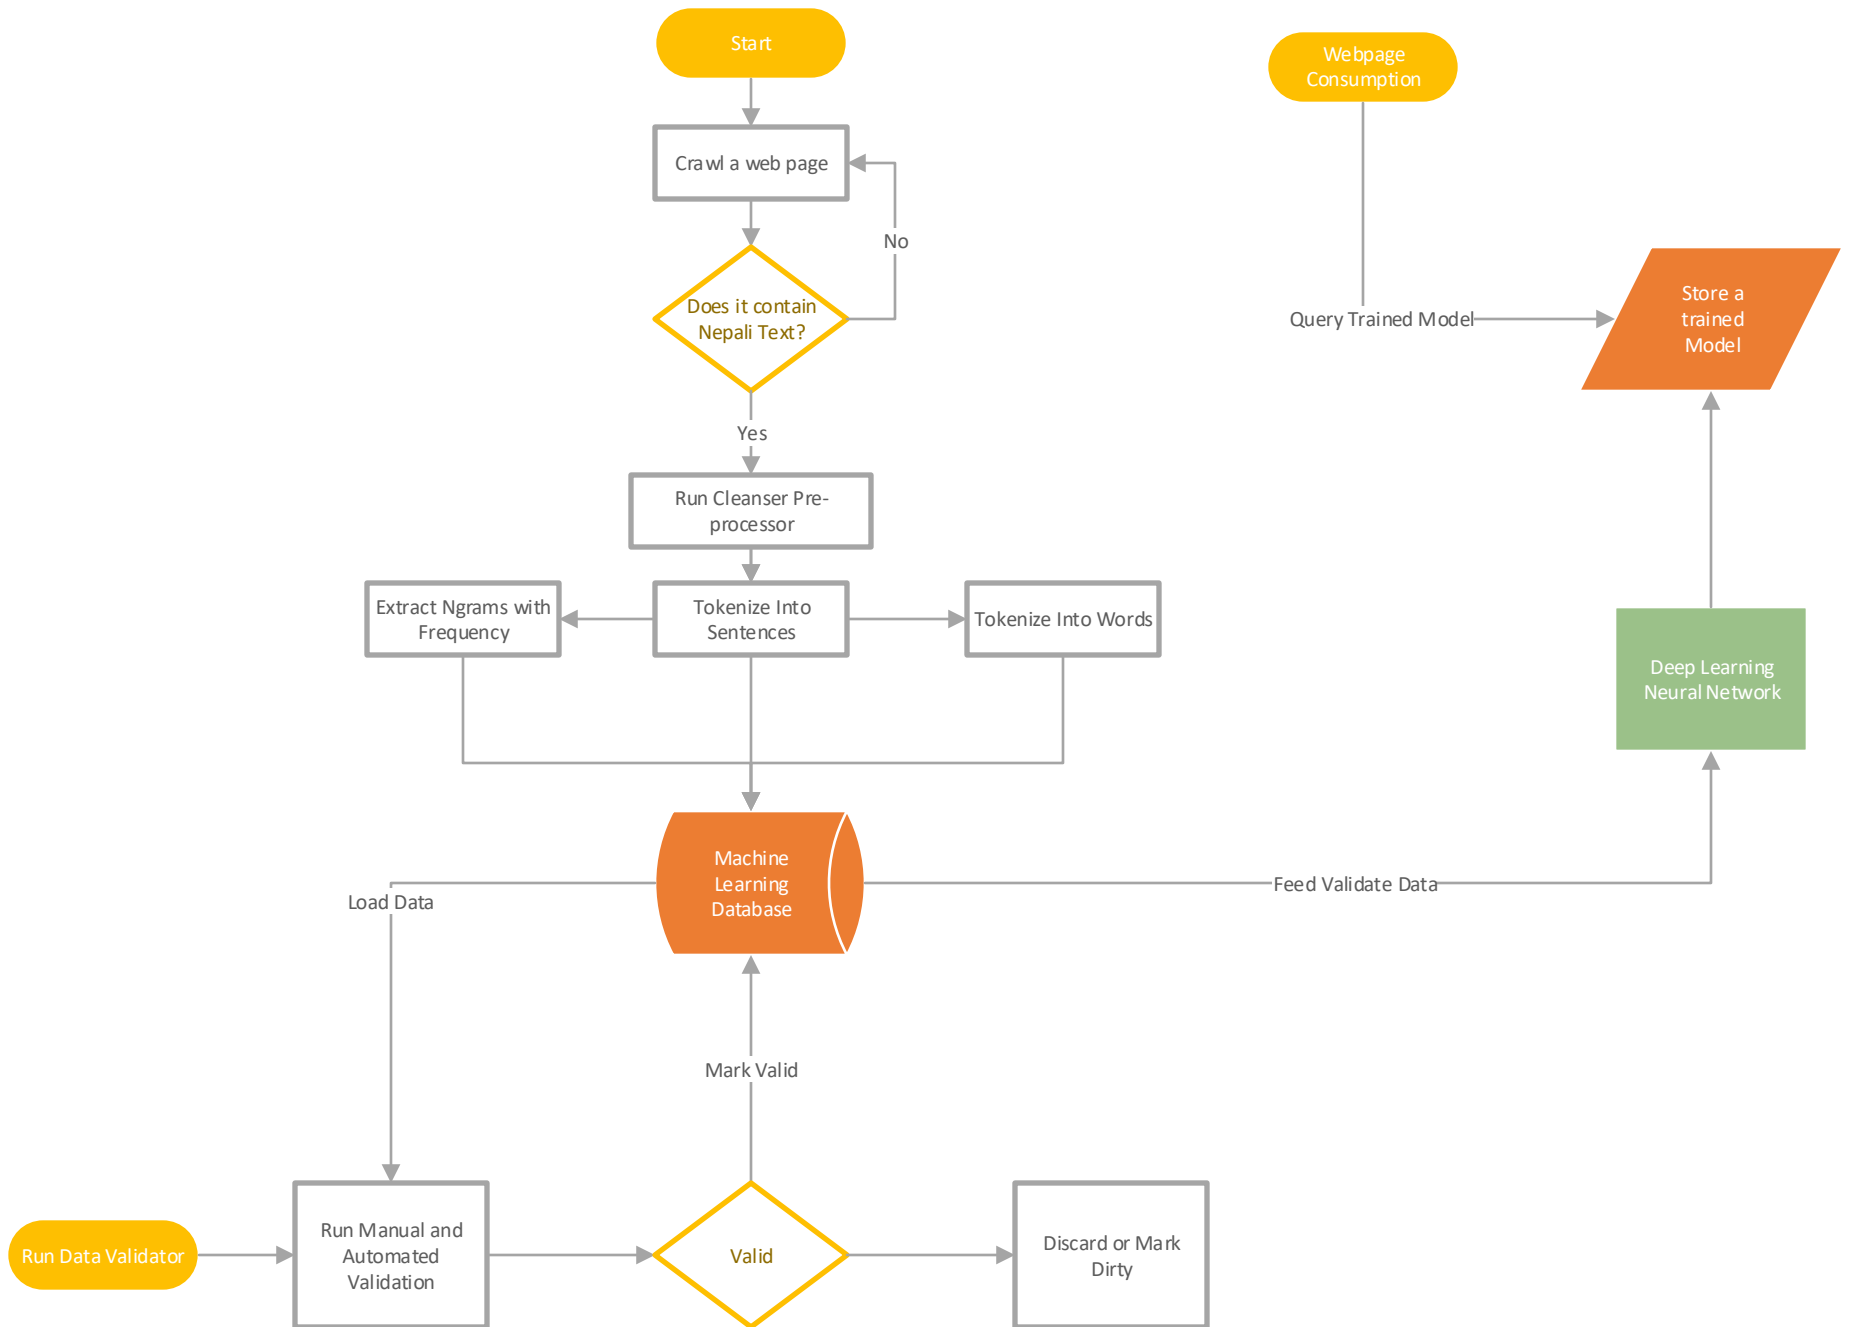 Start
Webpage
Consumption
Crawl a web page
No
Does it contain
Nepali Text?
Query Trained Model
Store a
trained
Model
Yes
Run Cleanser Pre-
processor
Extract Ngrams with
Frequency
Tokenize Into
Sentences
Tokenize Into Words
Deep Learning
Neural Network
Machine
Learning
Database
Load Data
Feed Validate Data
Mark Valid
Run Data Validator
Run Manual and
Automated
Validation
Valid
Discard or Mark
Dirty